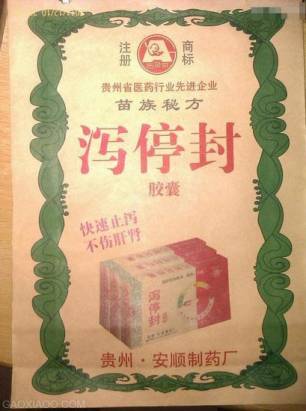 注册
商标
贵州省医药行业先进企业
苗族秘方
泻停封
胶囊
快速止泻
不伤肝肾
泻停封
贵州·安顺制药厂
GAOXIAOO.COM